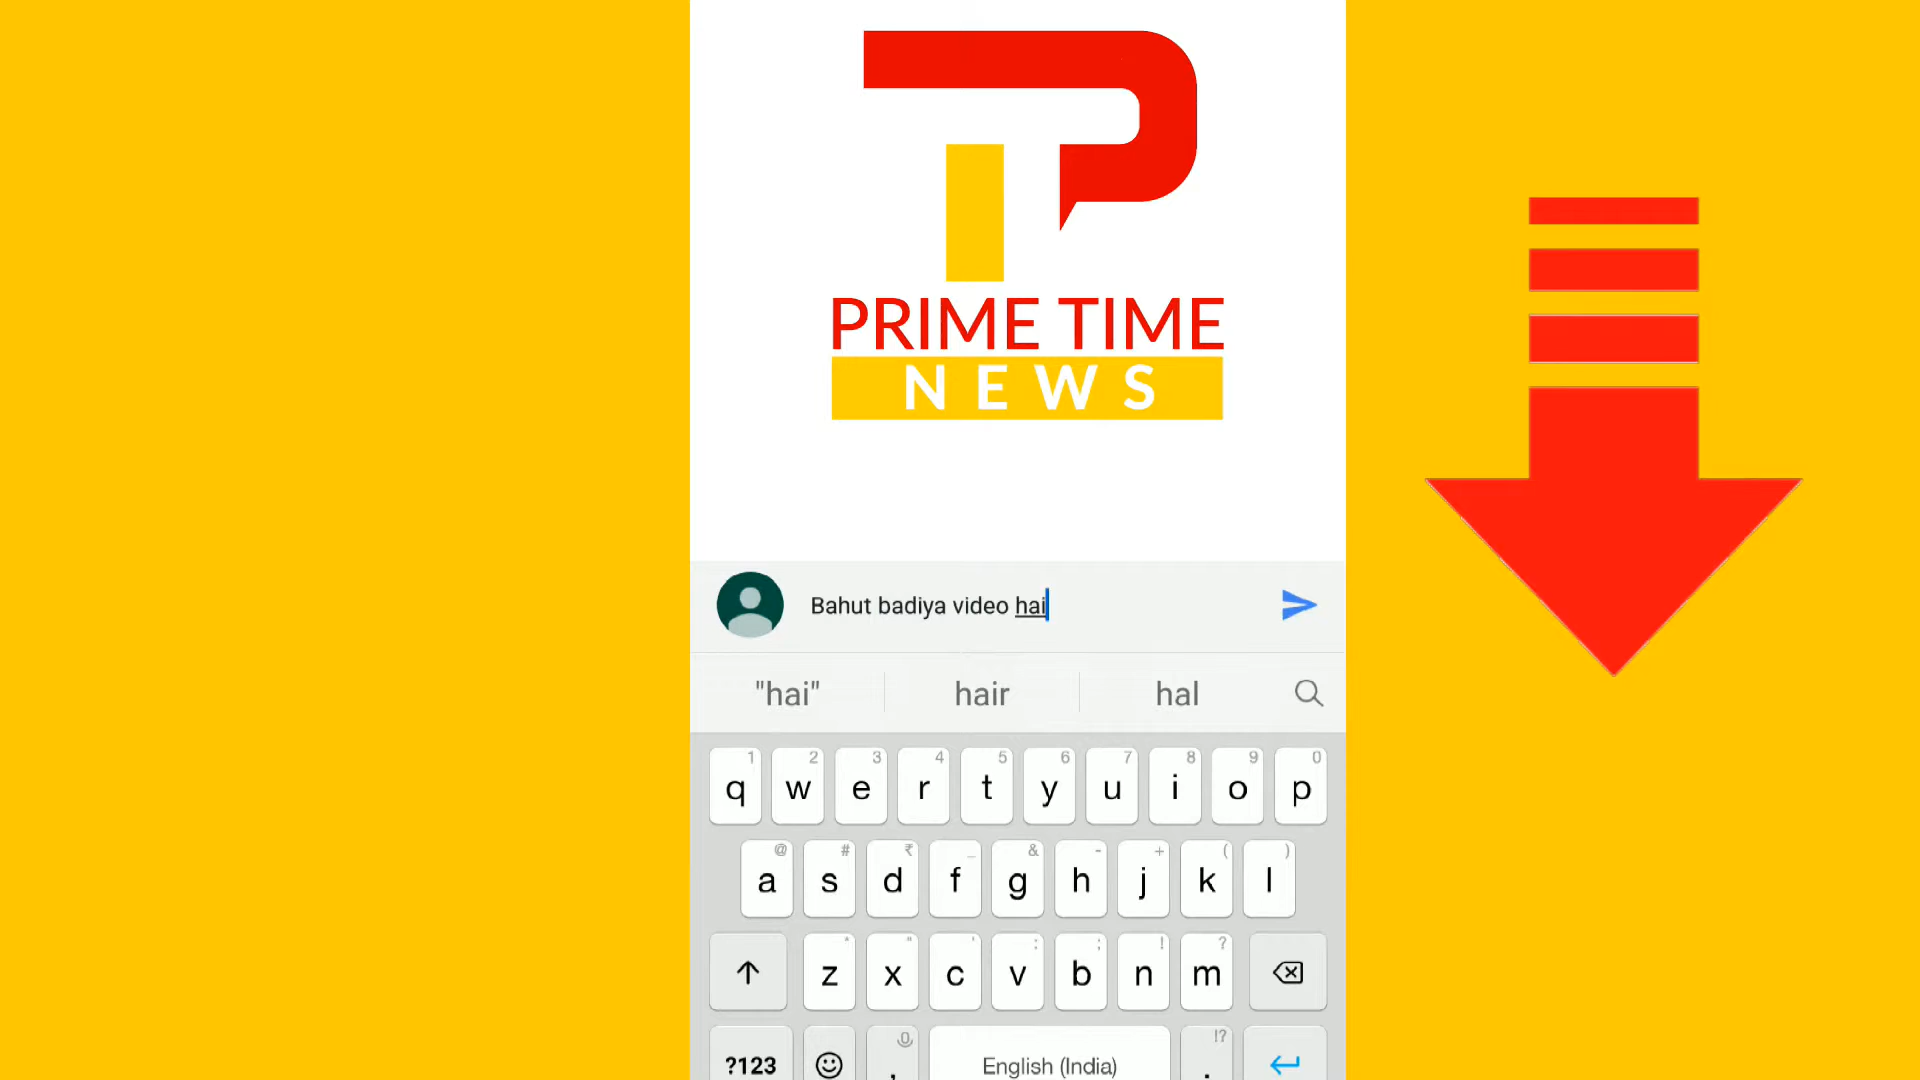 PRIME TIME
NEWS
Bahut badiya video hai
"hai" hair hal
1 2 3 4 5 6 7 8 9 0
q w e r t y u i o p
@ # ₹ _ & - + ( )
a s d f g h j k l
* " ' : ; ! ?
z x c v b n m
!?
?123 , English (India) .